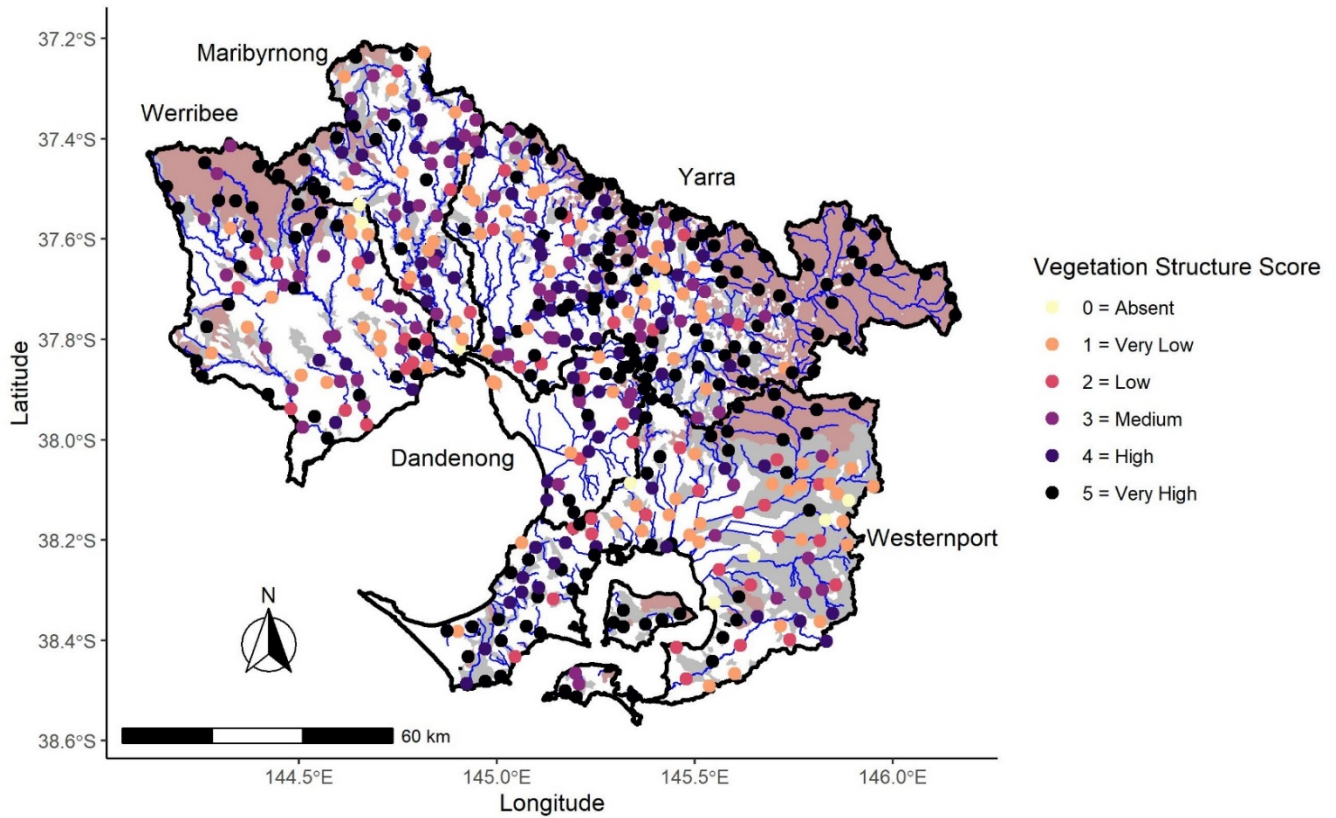 37.2°S
37.4°S
37.6°S
37.8°S
38.0°S
38.2°S
38.4°S
38.6°S
Latitude
Maribyrnong
Werribee
Yarra
Dandenong
Westernport
N
60 km
144.5°E
145.0°E
145.5°E
146.0°E
Longitude
Vegetation Structure Score
0 = Absent
1 = Very Low
2 = Low
3 = Medium
4 = High
5 = Very High